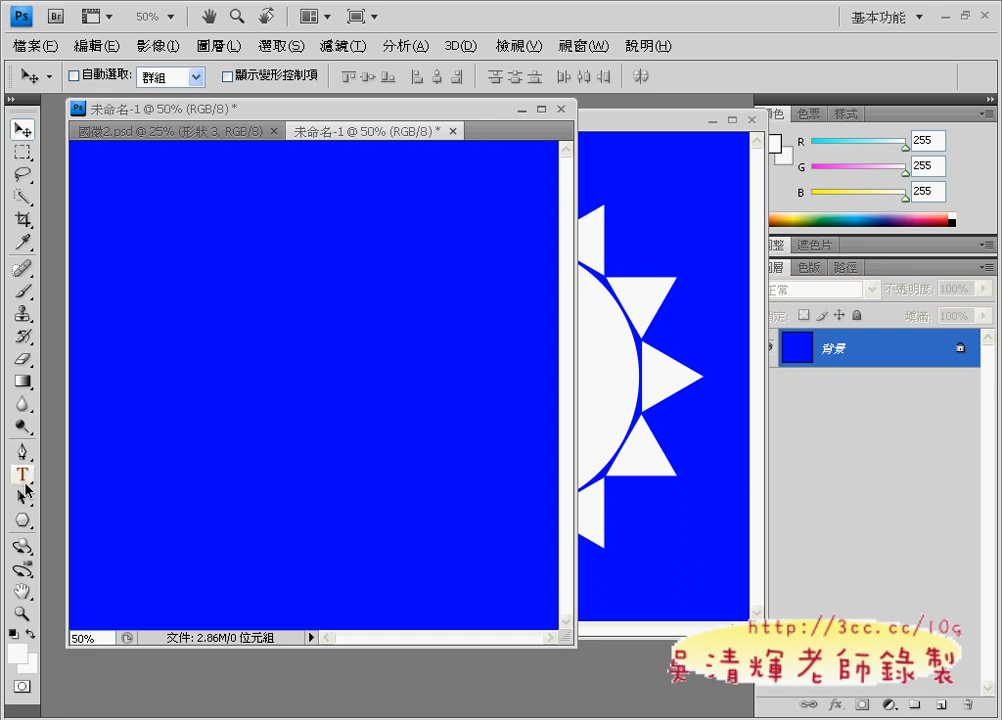 Ps Br 50% 基本功能
檔案(F) 編輯(E) 影像(I) 圖層(L) 選取(S) 濾鏡(T) 分析(A) 3D(D) 檢視(V) 視窗(W) 說明(H)
自動選取: 群組 顯示變形控制項
Ps 未命名-1 @ 50% (RGB/8) *
國徽2.psd @ 25% (形狀 3, RGB/8) 未命名-1 @ 50% (RGB/8) *
顏色 色票 樣式
R 255
G 255
B 255
調整 遮色片
圖層 色版 路徑
正常 不透明度: 100%
鎖定: 填滿: 100%
背景
T
50% 文件: 2.86M/0 位元組
http://3cc.cc/10g
吳清輝老師錄製
fx